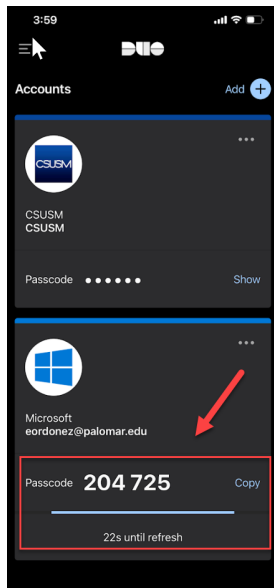 3:59
DUO
Accounts Add
CSUSM
CSUSM
CSUSM
Passcode Show
Microsoft
eordonez@palomar.edu
Passcode 204 725 Copy
22s until refresh